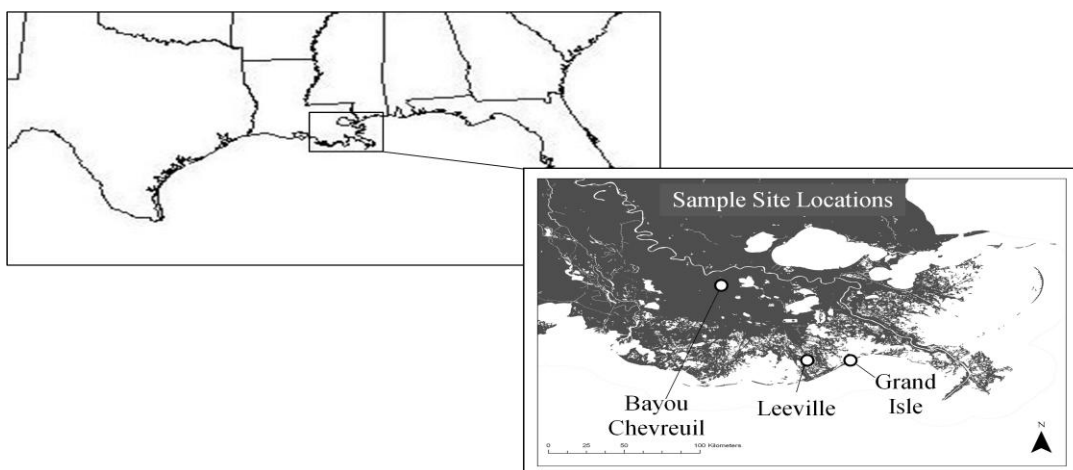 Sample Site Locations
Bayou
Chevreuil
Leeville
Grand
Isle
N
0 25 50 100 Kilometers